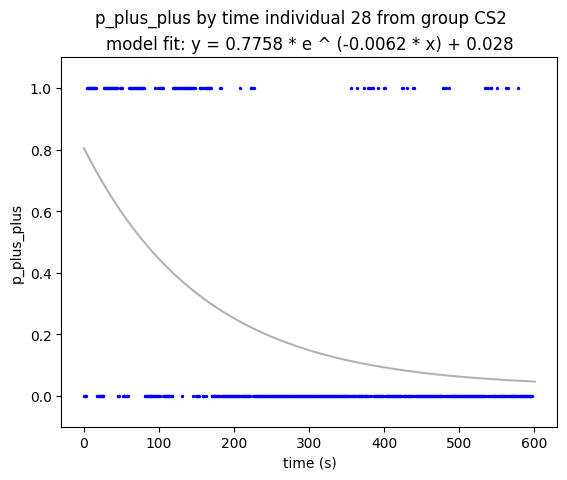 p_plus_plus by time individual 28 from group CS2
model fit: y = 0.7758 * e ^ (-0.0062 * x) + 0.028
1.0
0.8
0.6
0.4
0.2
0.0
p_plus_plus
0 100 200 300 400 500 600
time (s)